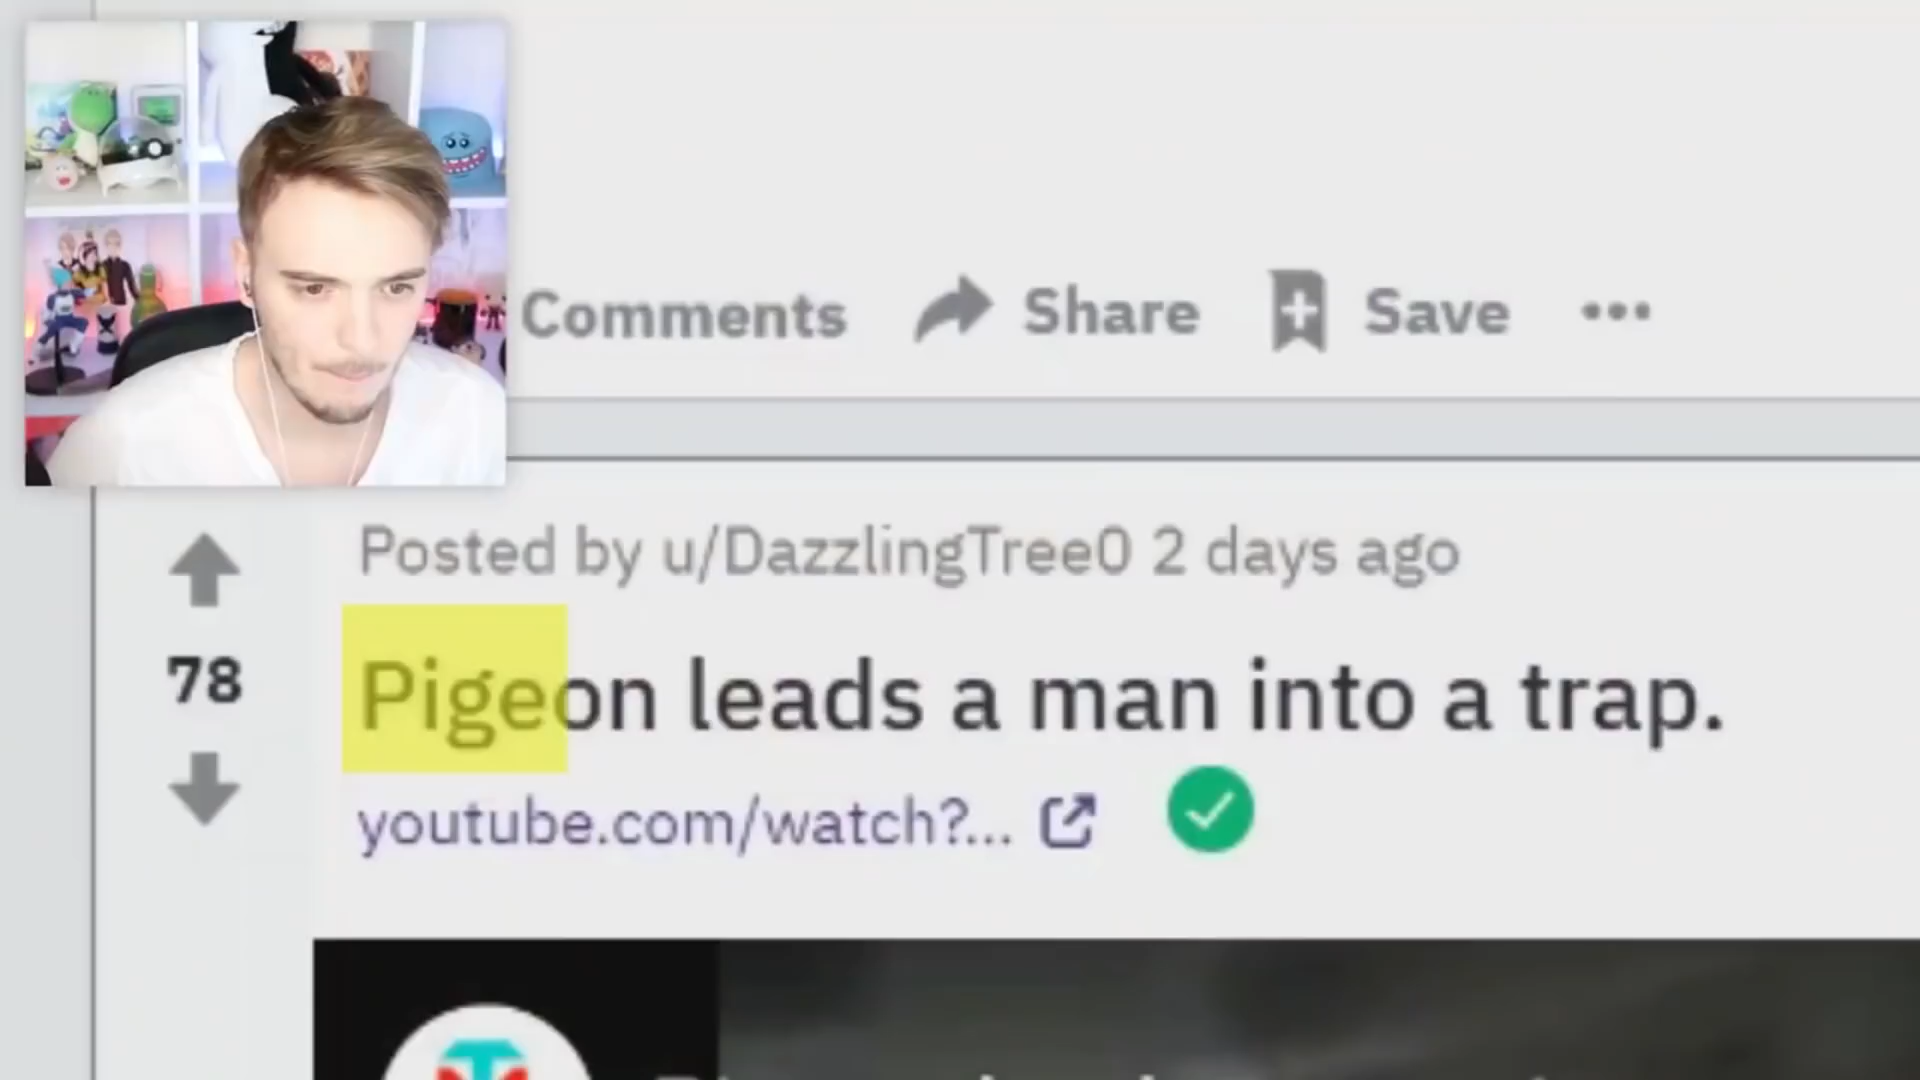 Comments Share Save
Posted by u/DazzlingTree0 2 days ago
78
Pigeon leads a man into a trap.
youtube.com/watch?...